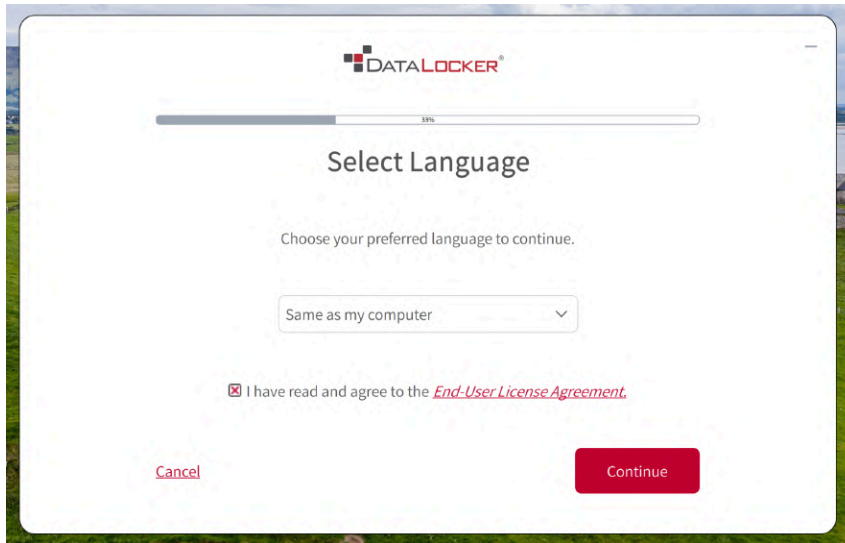 DATALOCKER®
33%
Select Language
Choose your preferred language to continue.
Same as my computer
I have read and agree to the End-User License Agreement.
Cancel
Continue